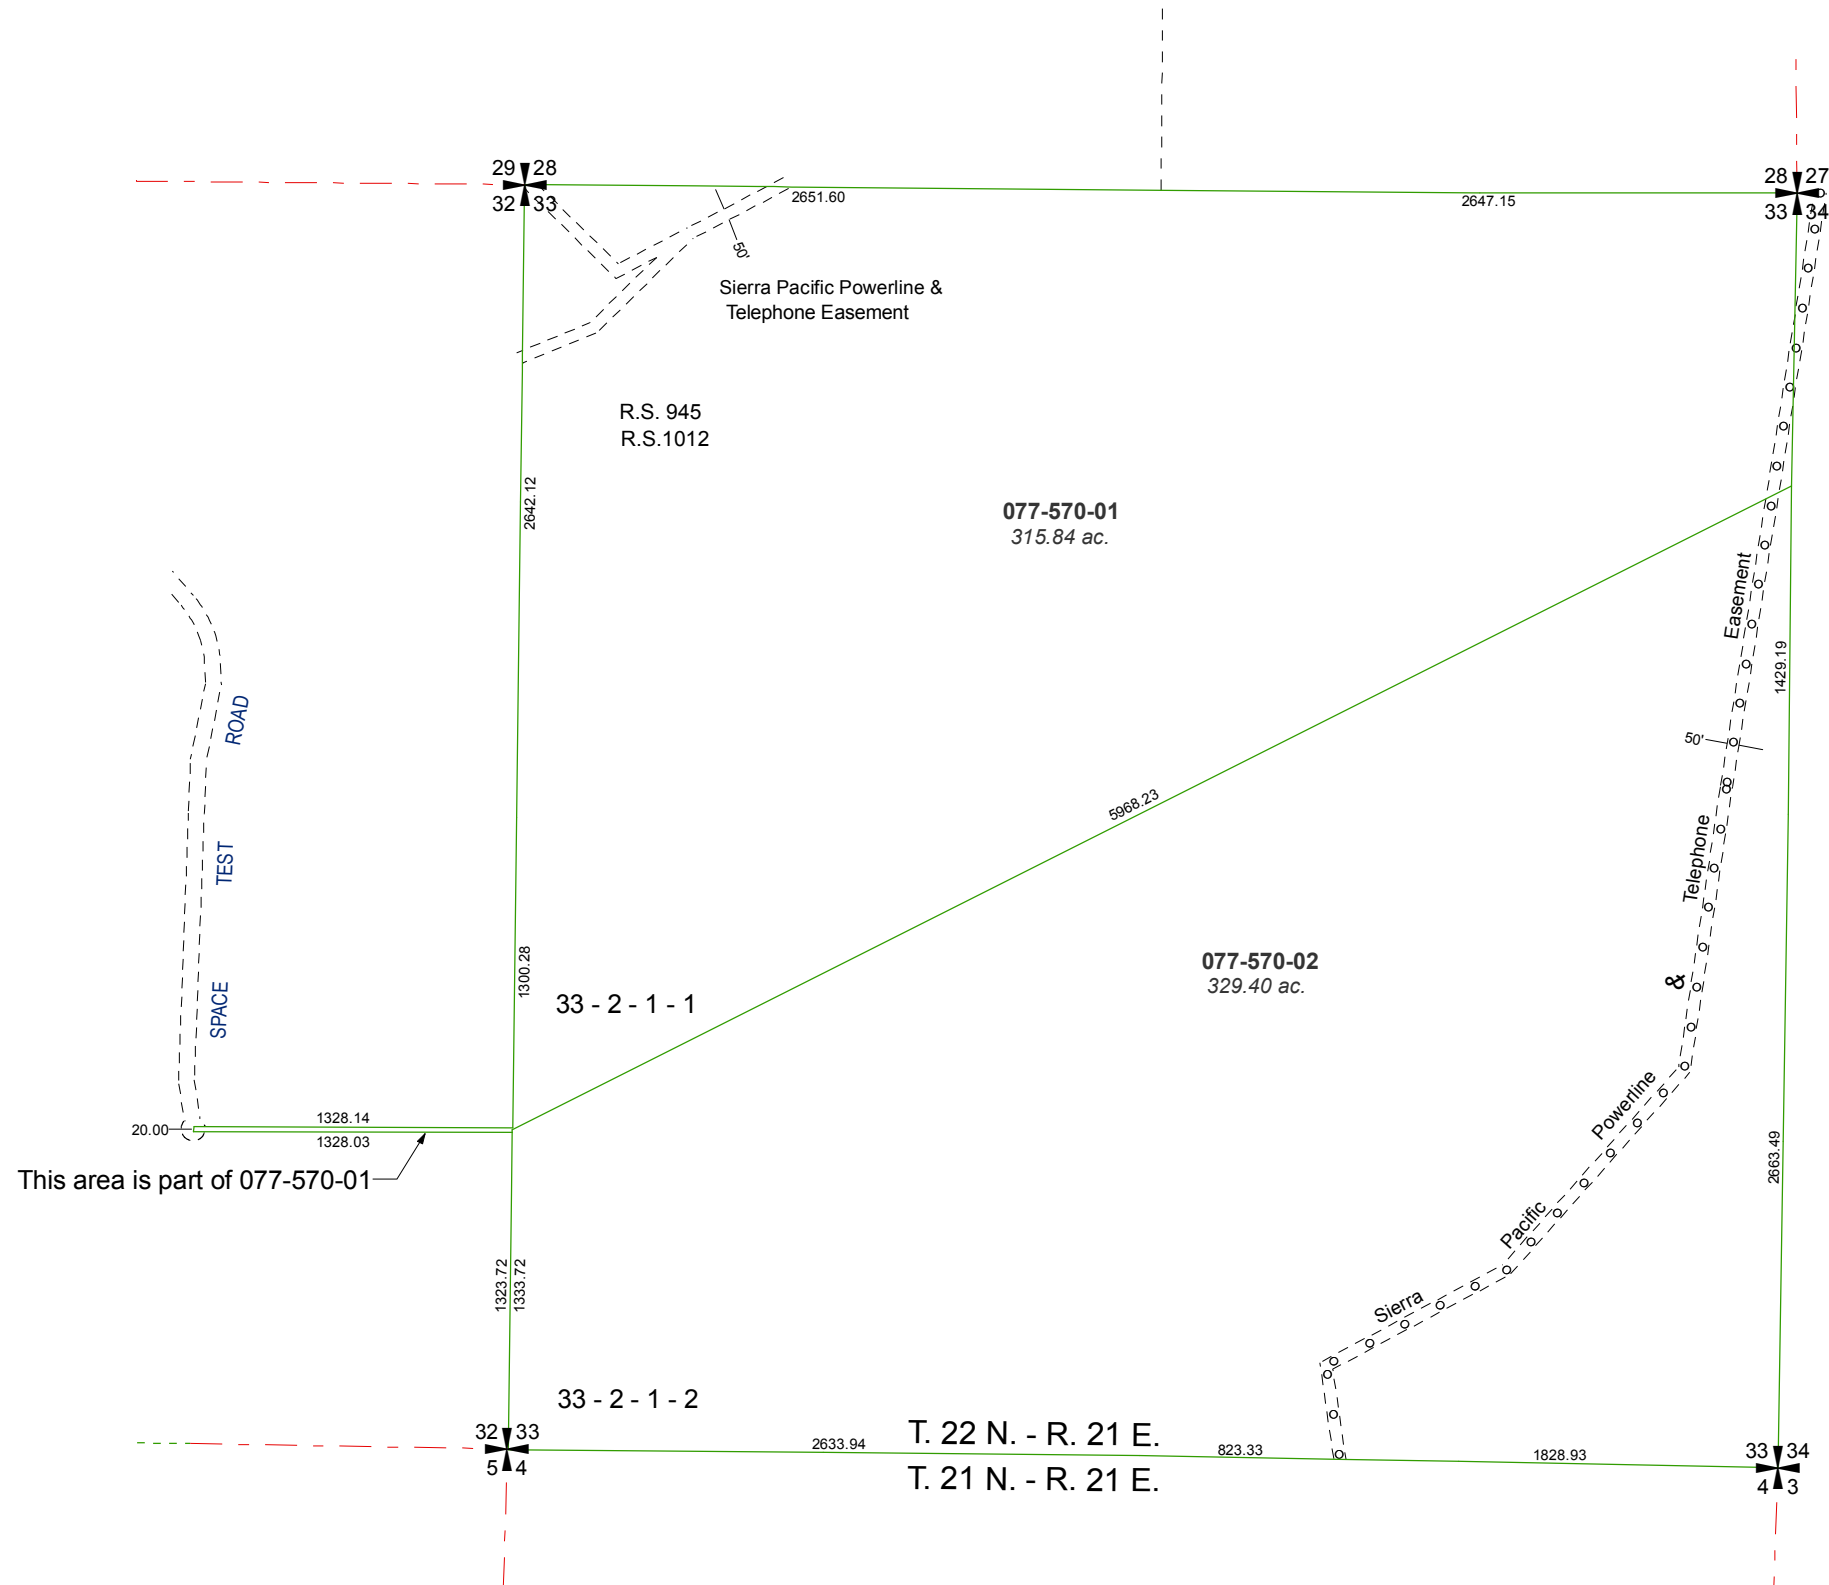 29 28
32 33
28 27
33 34
2651.60
2647.15
50'
Sierra Pacific Powerline &
Telephone Easement
R.S. 945
R.S.1012
2642.12
077-570-01
315.84 ac.
Easement
1429.19
ROAD
50'
5968.23
TEST
Telephone
1300.28
077-570-02
329.40 ac.
&
33 - 2 - 1 - 1
SPACE
Powerline
1328.14
20.00
1328.03
This area is part of 077-570-01
2663.49
Pacific
1323.72
1333.72
Sierra
33 - 2 - 1 - 2
32 33
5 4
2633.94
T. 22 N. - R. 21 E.
823.33
1828.93
T. 21 N. - R. 21 E.
33 34
4 3